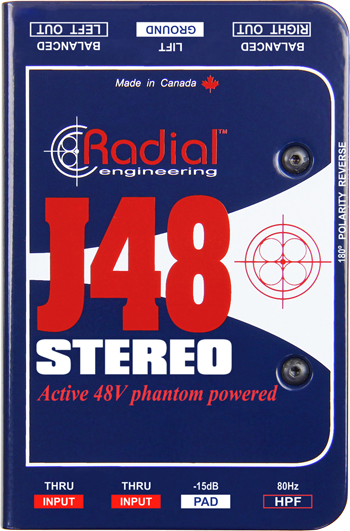 BALANCED
LEFT OUT
LIFT
GROUND
BALANCED
RIGHT OUT
Made in Canada
Radial™
engineering
180° POLARITY REVERSE
J48
STEREO
Active 48V phantom powered
THRU
INPUT
THRU
INPUT
-15dB
PAD
80Hz
HPF